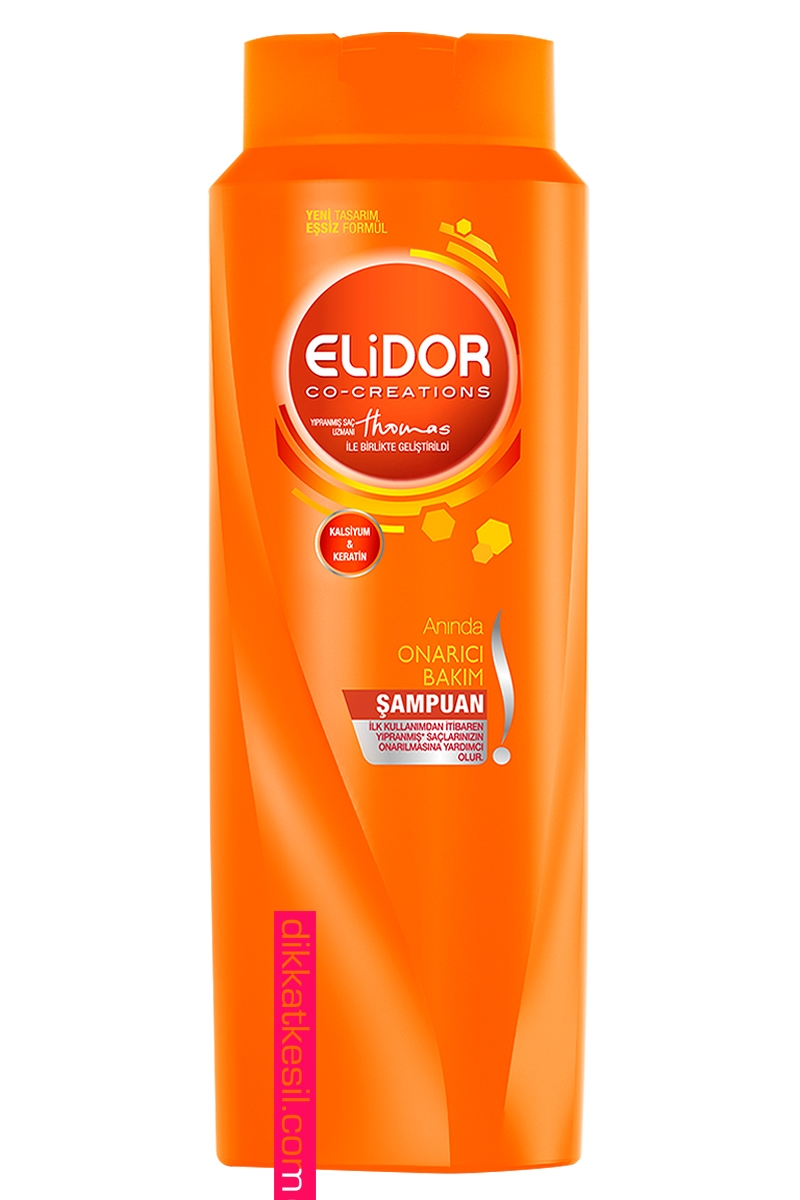 YENİ TASARIM
EŞSİZ FORMÜL
ELiDOR
CO-CREATIONS
YIPRANMIŞ SAÇ
UZMANI thomas
İLE BİRLİKTE GELİŞTİRİLDİ
KALSİYUM
&
KERATİN
Anında
ONARICI
BAKIM
ŞAMPUAN
İLK KULLANIMDAN İTİBAREN
YIPRANMIŞ* SAÇLARINIZIN
ONARILMASINA YARDIMCI
OLUR.
dikkatkesil.com